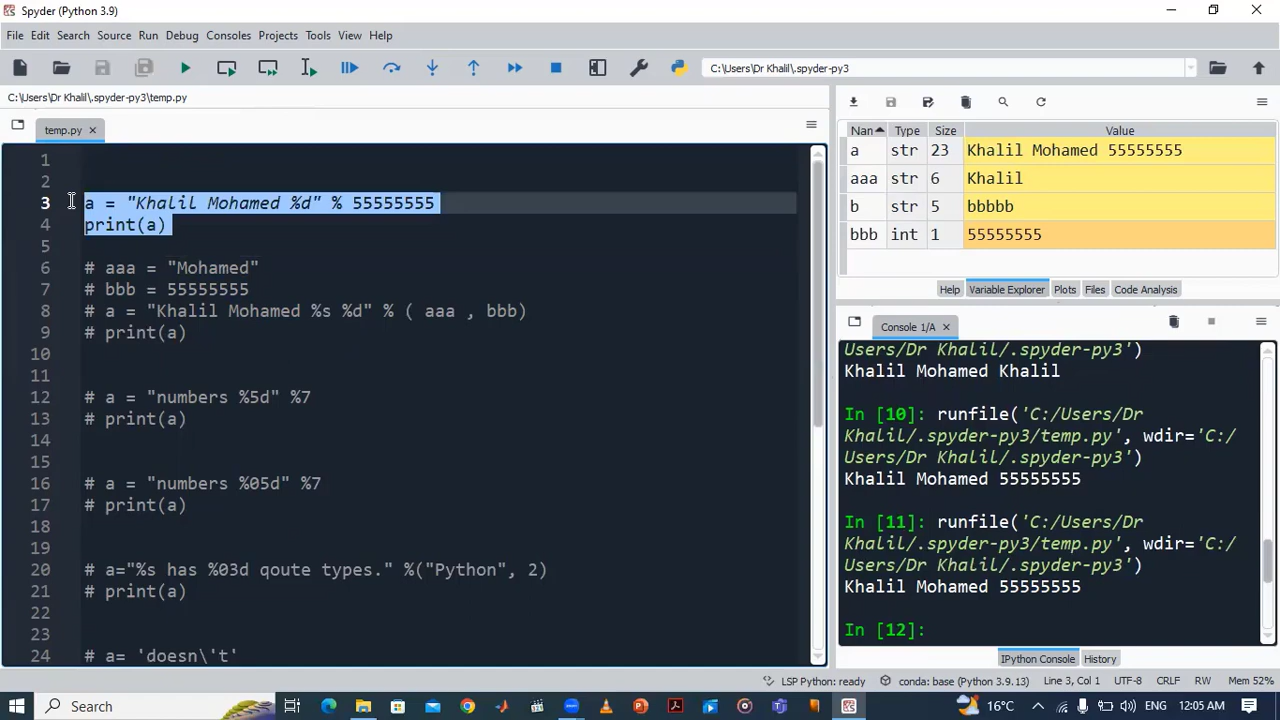 Spyder (Python 3.9)
File Edit Search Source Run Debug Consoles Projects Tools View Help
C:\Users\Dr Khalil\.spyder-py3
C:\Users\Dr Khalil\.spyder-py3\temp.py
temp.py
1
2
3 a = "Khalil Mohamed %d" % 55555555
4 print(a)
5
6 # aaa = "Mohamed"
7 # bbb = 55555555
8 # a = "Khalil Mohamed %s %d" % ( aaa , bbb)
9 # print(a)
10
11
12 # a = "numbers %5d" %7
13 # print(a)
14
15
16 # a = "numbers %05d" %7
17 # print(a)
18
19
20 # a="%s has %03d qoute types." %("Python", 2)
21 # print(a)
22
23
24 # a= 'doesn\'t'
Nan Type Size Value
a str 23 Khalil Mohamed 55555555
aaa str 6 Khalil
b str 5 bbbbb
bbb int 1 55555555
Help Variable Explorer Plots Files Code Analysis
Console 1/A
Users/Dr Khalil/.spyder-py3')
Khalil Mohamed Khalil
In [10]: runfile('C:/Users/Dr
Khalil/.spyder-py3/temp.py', wdir='C:/
Users/Dr Khalil/.spyder-py3')
Khalil Mohamed 55555555
In [11]: runfile('C:/Users/Dr
Khalil/.spyder-py3/temp.py', wdir='C:/
Users/Dr Khalil/.spyder-py3')
Khalil Mohamed 55555555
In [12]:
IPython Console History
LSP Python: ready conda: base (Python 3.9.13) Line 3, Col 1 UTF-8 CRLF RW Mem 52%
Search 16°C ENG 12:05 AM